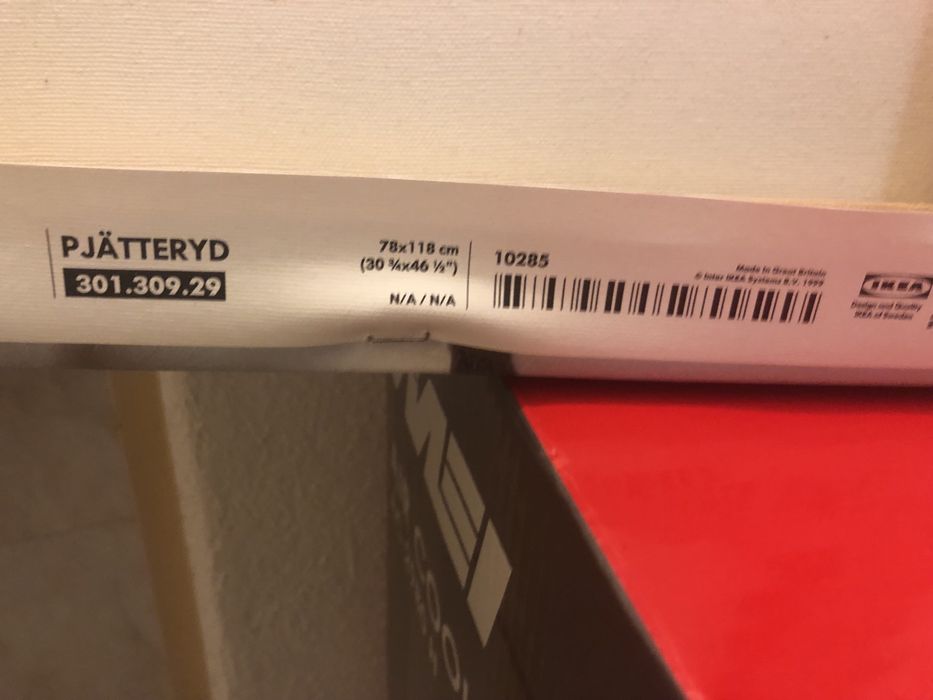 PJÄTTERYD
301.309.29
78x118 cm
(30 ¾x46 ½")
N/A / N/A
10285
Made in Great Britain
© Inter IKEA Systems B.V. 1999
IKEA
Design and Quality
IKEA of Sweden